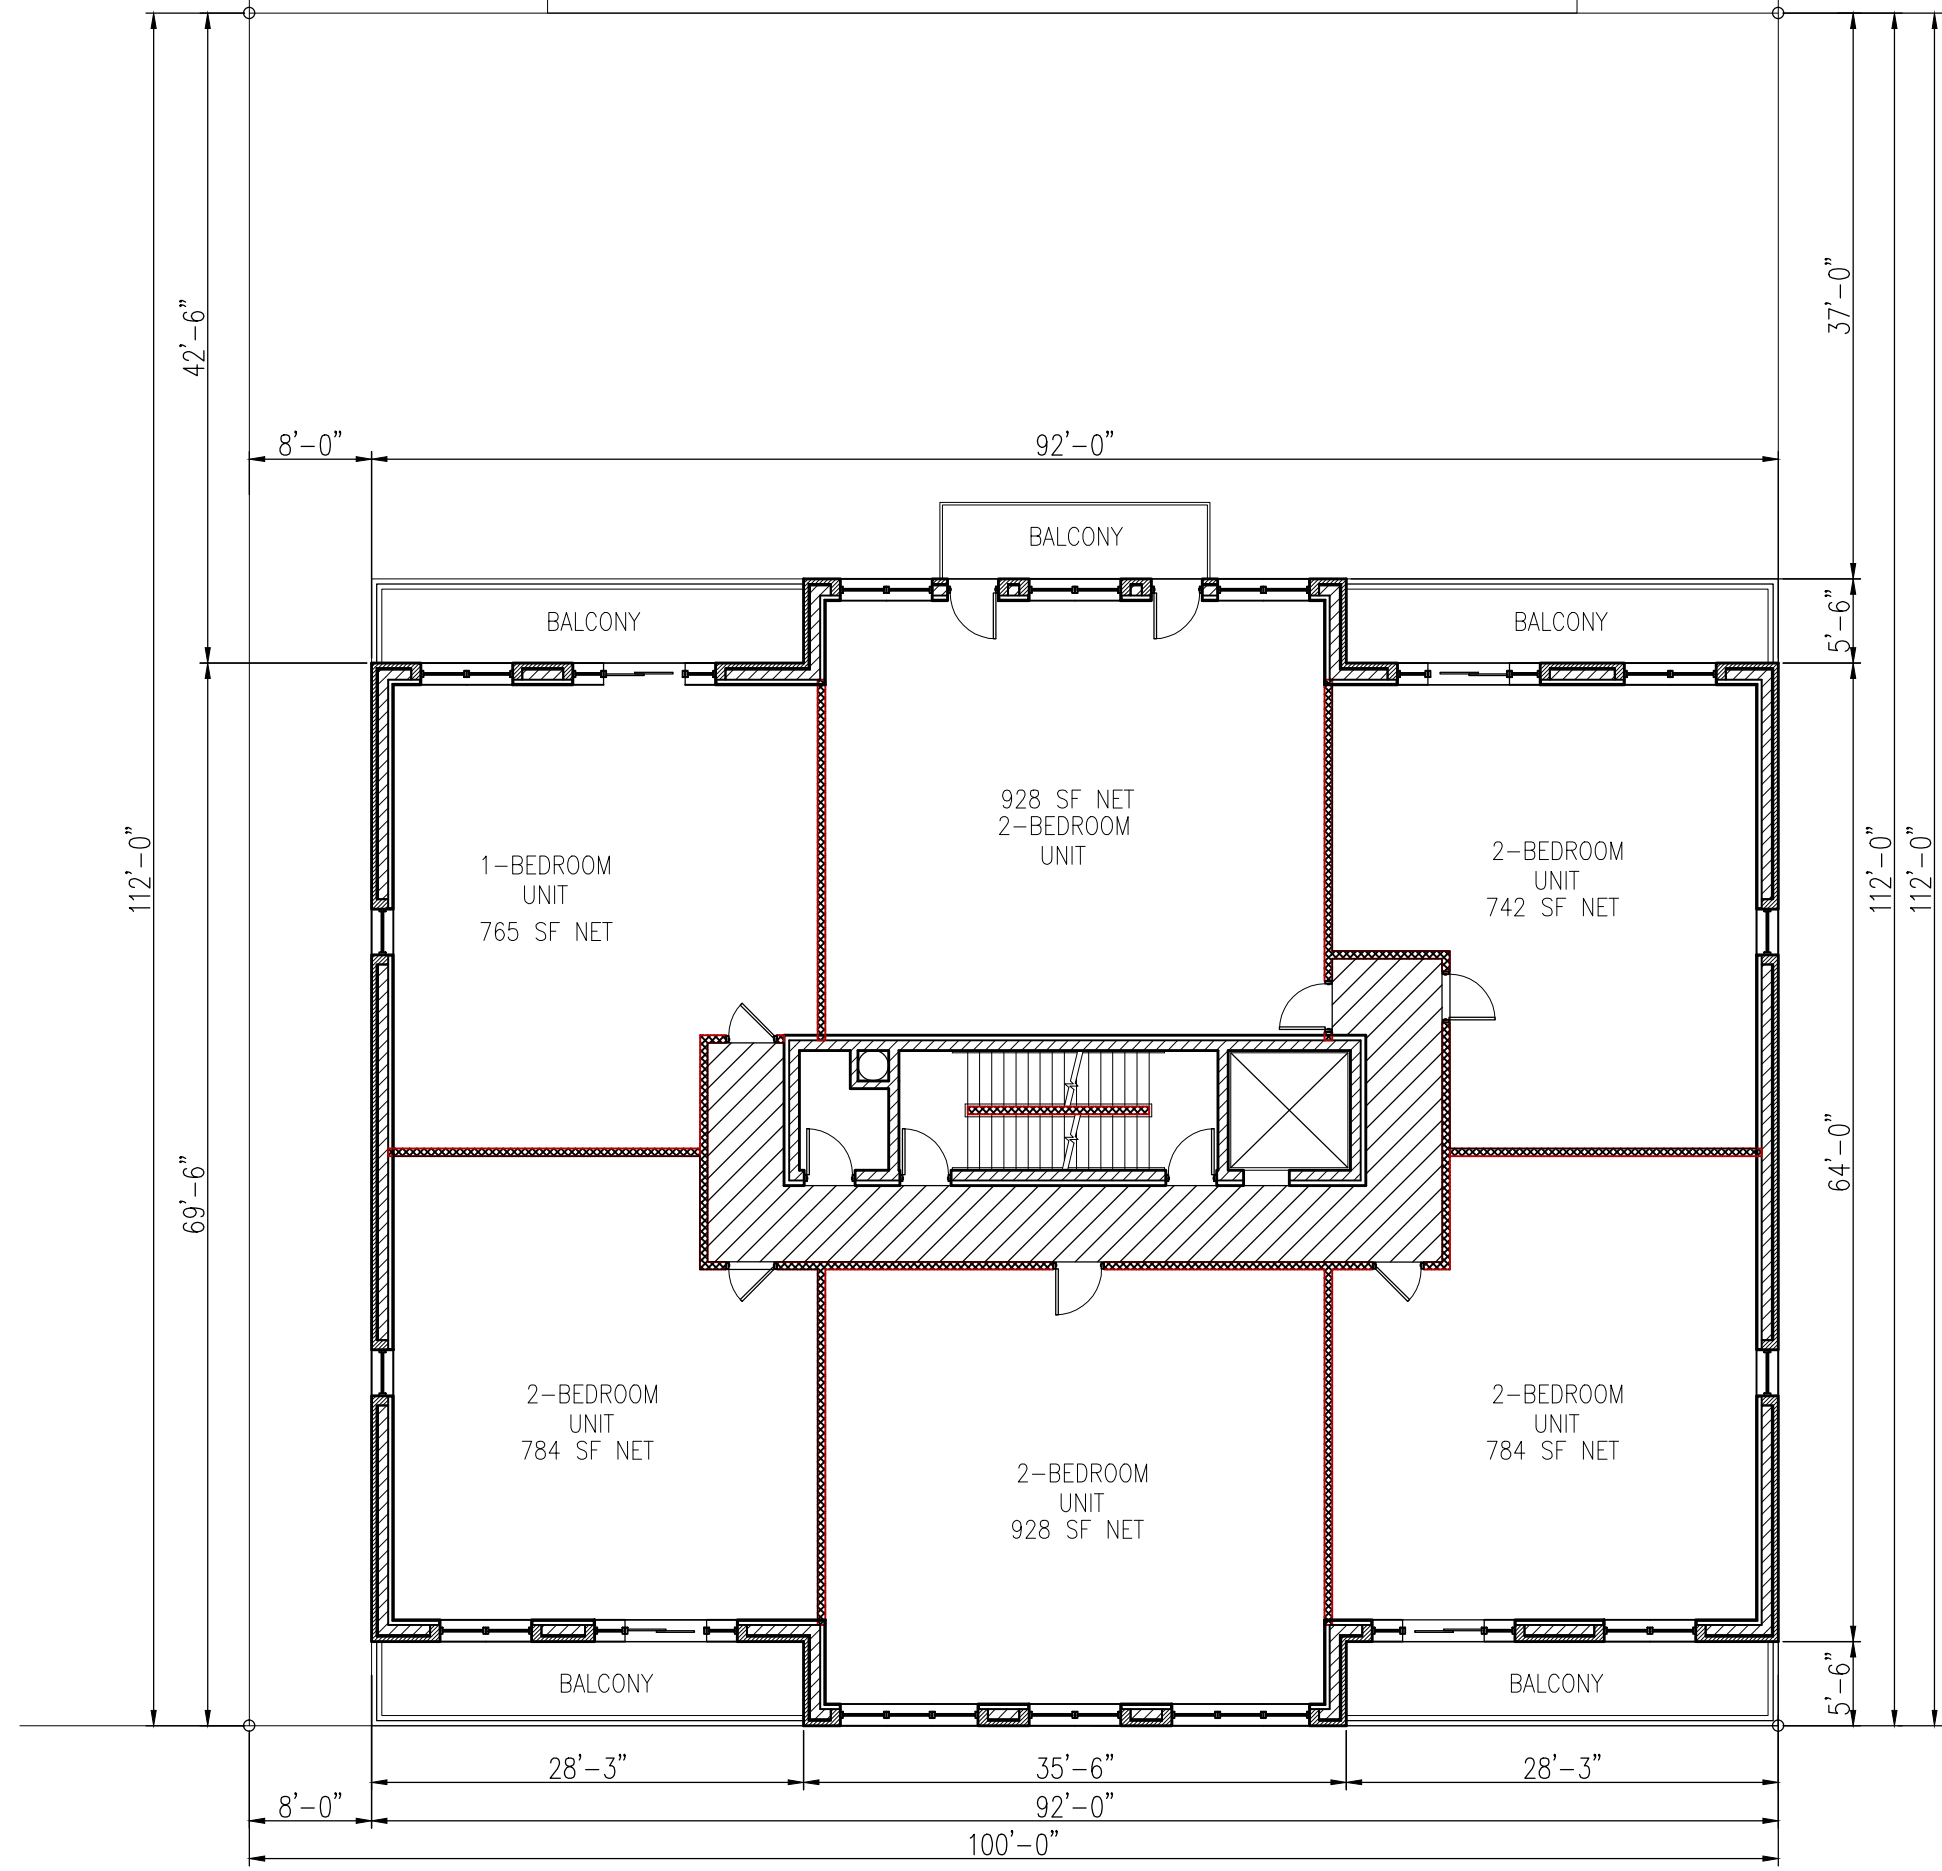 42'-6"
37'-0"
8'-0"
92'-0"
BALCONY
BALCONY
BALCONY
5'-6"
112'-0"
928 SF NET
2-BEDROOM
UNIT
1-BEDROOM
UNIT
765 SF NET
2-BEDROOM
UNIT
742 SF NET
112'-0"
112'-0"
69'-6"
64'-0"
2-BEDROOM
UNIT
784 SF NET
2-BEDROOM
UNIT
928 SF NET
2-BEDROOM
UNIT
784 SF NET
BALCONY
BALCONY
5'-6"
28'-3"
35'-6"
28'-3"
8'-0"
92'-0"
100'-0"